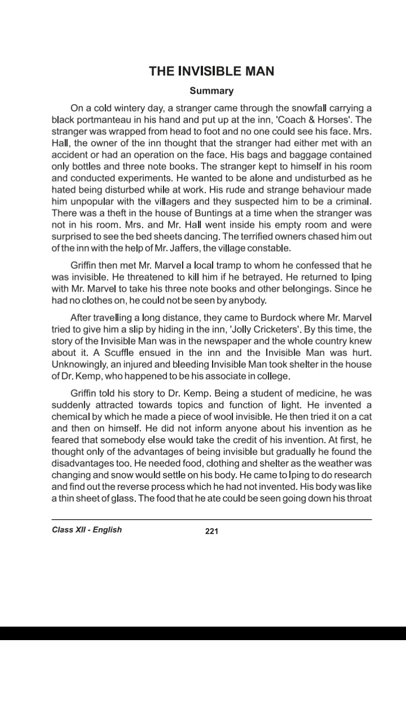 THE INVISIBLE MAN
Summary
On a cold wintery day, a stranger came through the snowfall carrying a
black portmanteau in his hand and put up at the inn, 'Coach & Horses'. The
stranger was wrapped from head to foot and no one could see his face. Mrs.
Hall, the owner of the inn thought that the stranger had either met with an
accident or had an operation on the face. His bags and baggage contained
only bottles and three note books. The stranger kept to himself in his room
and conducted experiments. He wanted to be alone and undisturbed as he
hated being disturbed while at work. His rude and strange behaviour made
him unpopular with the villagers and they suspected him to be a criminal.
There was a theft in the house of Buntings at a time when the stranger was
not in his room. Mrs. and Mr. Hall went inside his empty room and were
surprised to see the bed sheets dancing. The terrified owners chased him out
of the inn with the help of Mr. Jaffers, the village constable.
Griffin then met Mr. Marvel a local tramp to whom he confessed that he
was invisible. He threatened to kill him if he betrayed. He returned to Iping
with Mr. Marvel to take his three note books and other belongings. Since he
had no clothes on, he could not be seen by anybody.
After travelling a long distance, they came to Burdock where Mr. Marvel
tried to give him a slip by hiding in the inn, 'Jolly Cricketers'. By this time, the
story of the Invisible Man was in the newspaper and the whole country knew
about it. A Scuffle ensued in the inn and the Invisible Man was hurt.
Unknowingly, an injured and bleeding Invisible Man took shelter in the house
of Dr. Kemp, who happened to be his associate in college.
Griffin told his story to Dr. Kemp. Being a student of medicine, he was
suddenly attracted towards topics and function of light. He invented a
chemical by which he made a piece of wool invisible. He then tried it on a cat
and then on himself. He did not inform anyone about his invention as he
feared that somebody else would take the credit of his invention. At first, he
thought only of the advantages of being invisible but gradually he found the
disadvantages too. He needed food, clothing and shelter as the weather was
changing and snow would settle on his body. He came to Iping to do research
and find out the reverse process which he had not invented. His body was like
a thin sheet of glass. The food that he ate could be seen going down his throat
Class XII - English
221